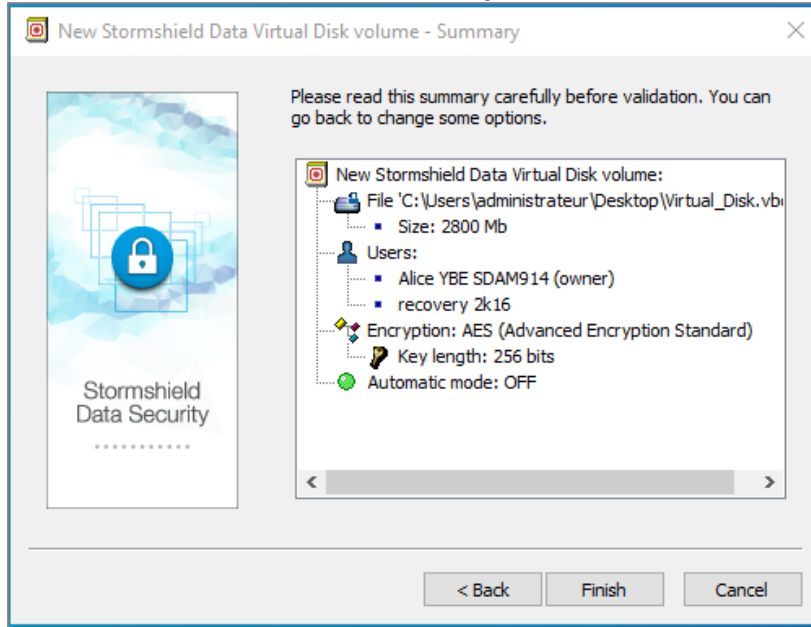 New Stormshield Data Virtual Disk volume - Summary
Please read this summary carefully before validation. You can
go back to change some options.
New Stormshield Data Virtual Disk volume:
File 'C:\Users\administrateur\Desktop\Virtual_Disk.vb
Size: 2800 Mb
Users:
Alice YBE SDAM914 (owner)
recovery 2k16
Encryption: AES (Advanced Encryption Standard)
Key length: 256 bits
Automatic mode: OFF
Stormshield
Data Security
< Back
Finish
Cancel